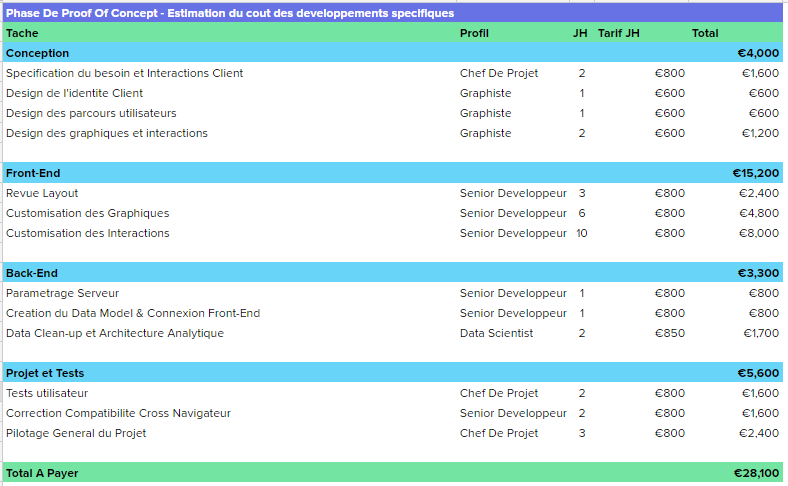 Phase De Proof Of Concept - Estimation du cout des developpements specifiques
Tache Profil JH Tarif JH Total
Conception €4,000
Specification du besoin et Interactions Client Chef De Projet 2 €800 €1,600
Design de l'identite Client Graphiste 1 €600 €600
Design des parcours utilisateurs Graphiste 1 €600 €600
Design des graphiques et interactions Graphiste 2 €600 €1,200
Front-End €15,200
Revue Layout Senior Developpeur 3 €800 €2,400
Customisation des Graphiques Senior Developpeur 6 €800 €4,800
Customisation des Interactions Senior Developpeur 10 €800 €8,000
Back-End €3,300
Parametrage Serveur Senior Developpeur 1 €800 €800
Creation du Data Model & Connexion Front-End Senior Developpeur 1 €800 €800
Data Clean-up et Architecture Analytique Data Scientist 2 €850 €1,700
Projet et Tests €5,600
Tests utilisateur Chef De Projet 2 €800 €1,600
Correction Compatibilite Cross Navigateur Senior Developpeur 2 €800 €1,600
Pilotage General du Projet Chef De Projet 3 €800 €2,400
Total A Payer €28,100